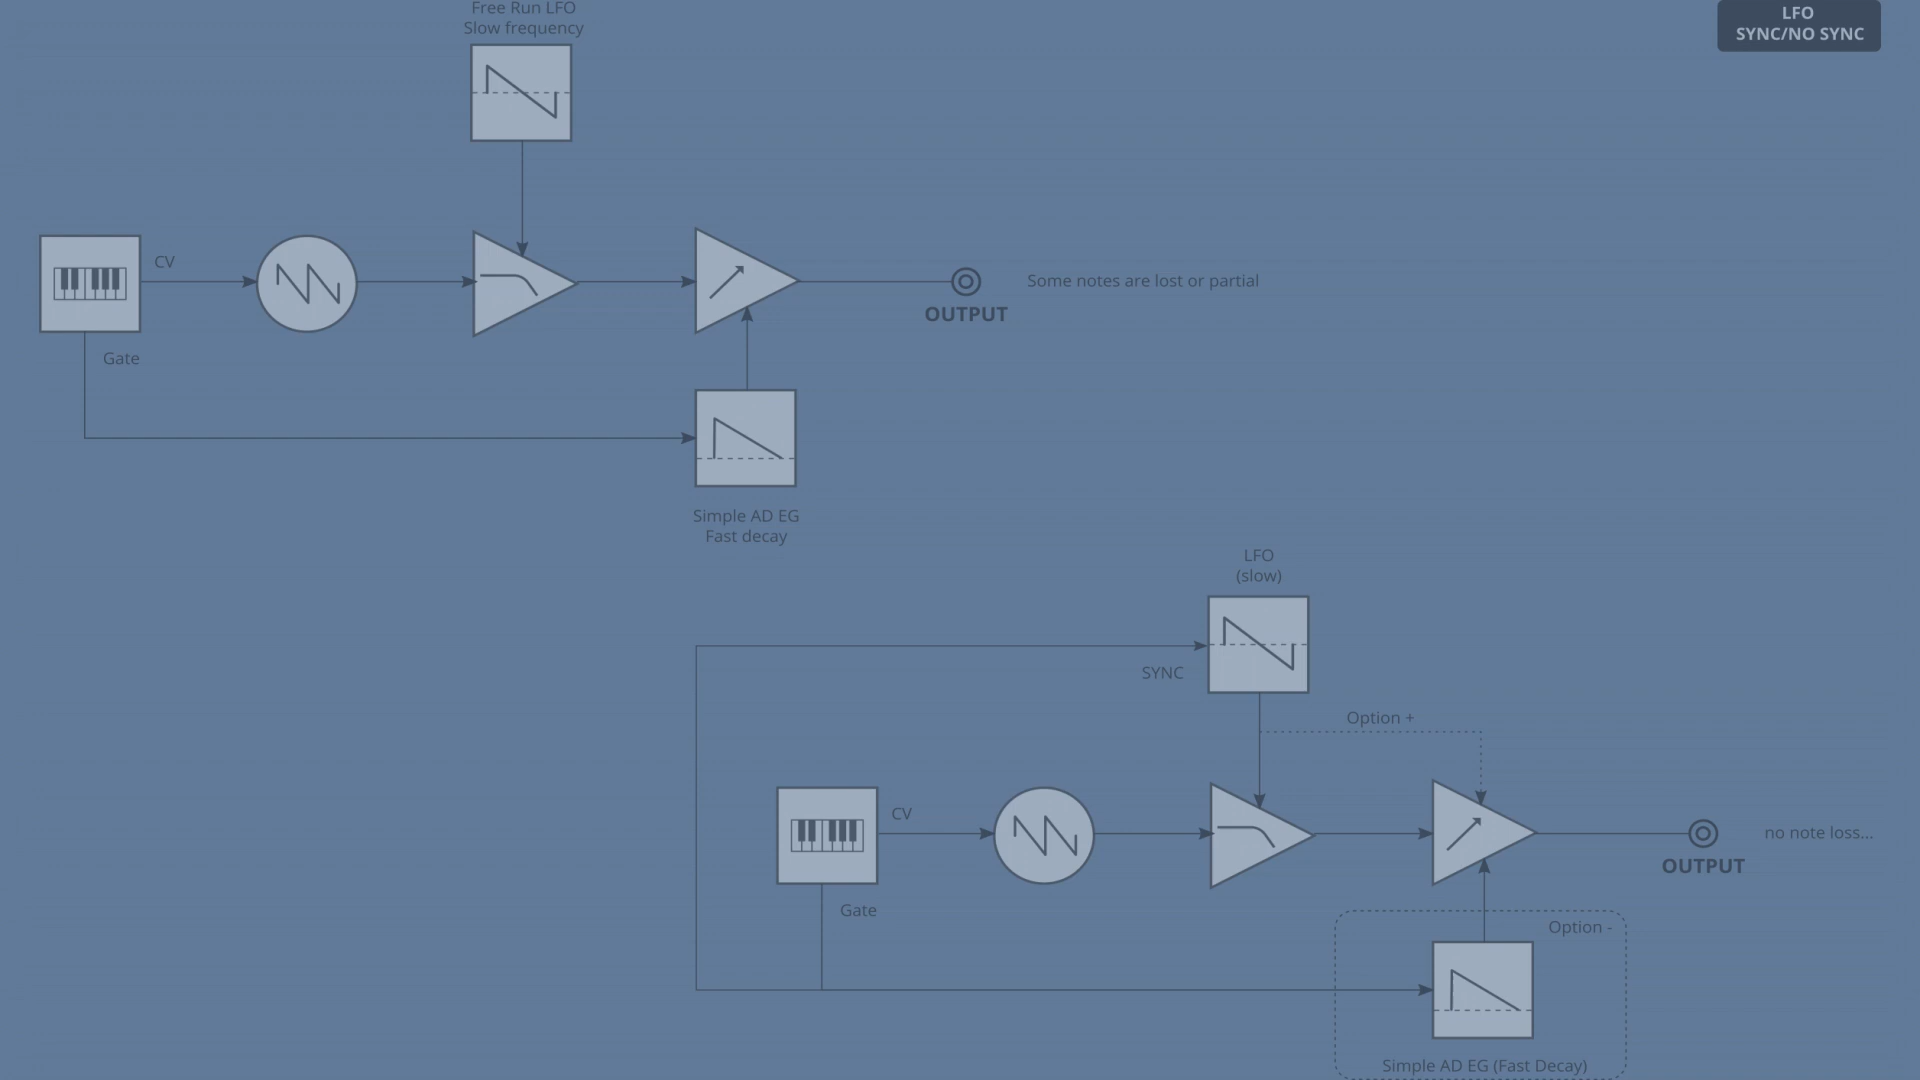 Free Run LFO
Slow frequency
LFO
SYNC/NO SYNC
CV
Some notes are lost or partial
OUTPUT
Gate
Simple AD EG
Fast decay
LFO
(slow)
SYNC
Option +
CV
no note loss...
OUTPUT
Gate
Option -
Simple AD EG (Fast Decay)